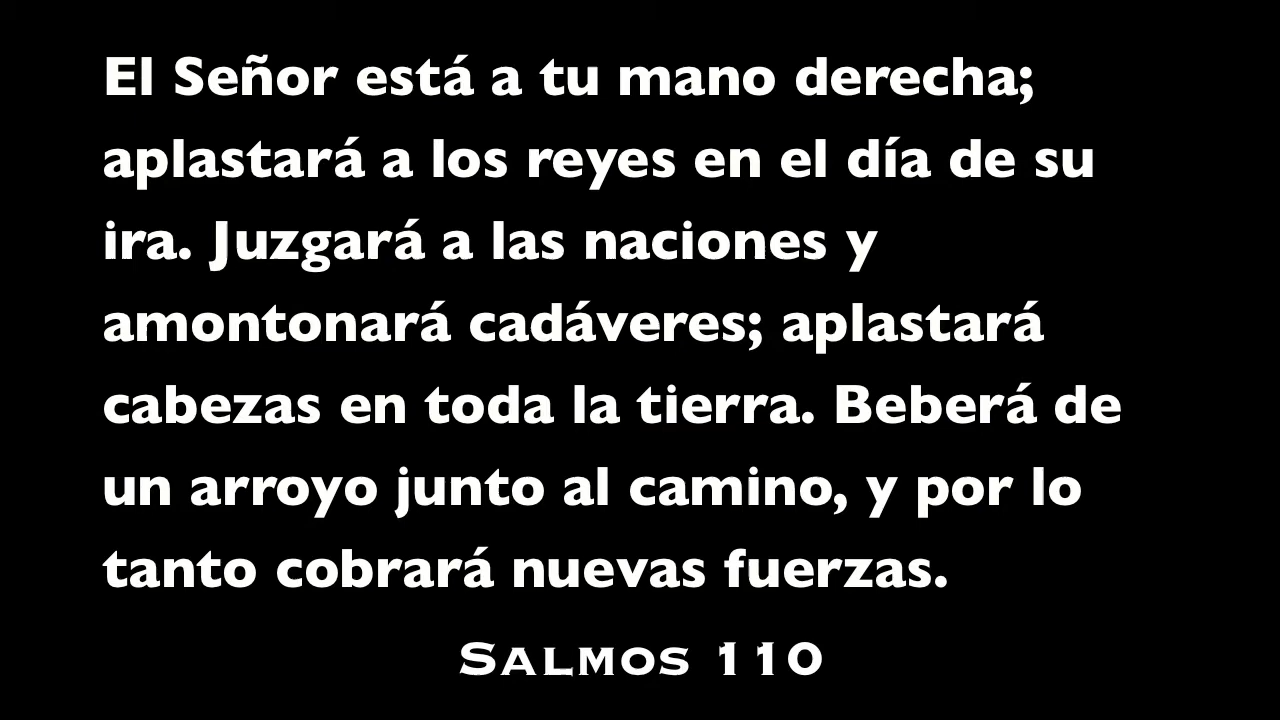 El Señor está a tu mano derecha;
aplastará a los reyes en el día de su
ira. Juzgará a las naciones y
amontonará cadáveres; aplastará
cabezas en toda la tierra. Beberá de
un arroyo junto al camino, y por lo
tanto cobrará nuevas fuerzas.
Salmos 110